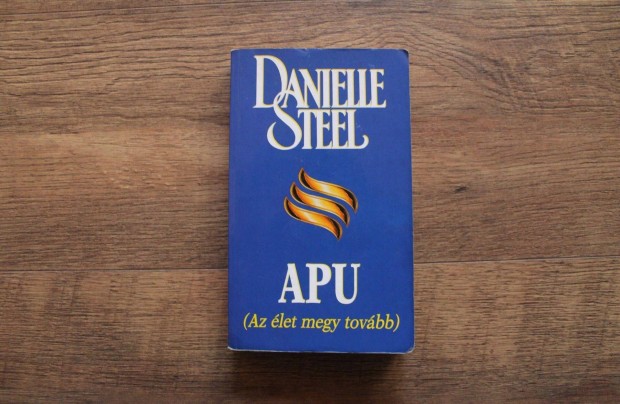 DANIELLE
STEEL
APU
(Az élet megy tovább)